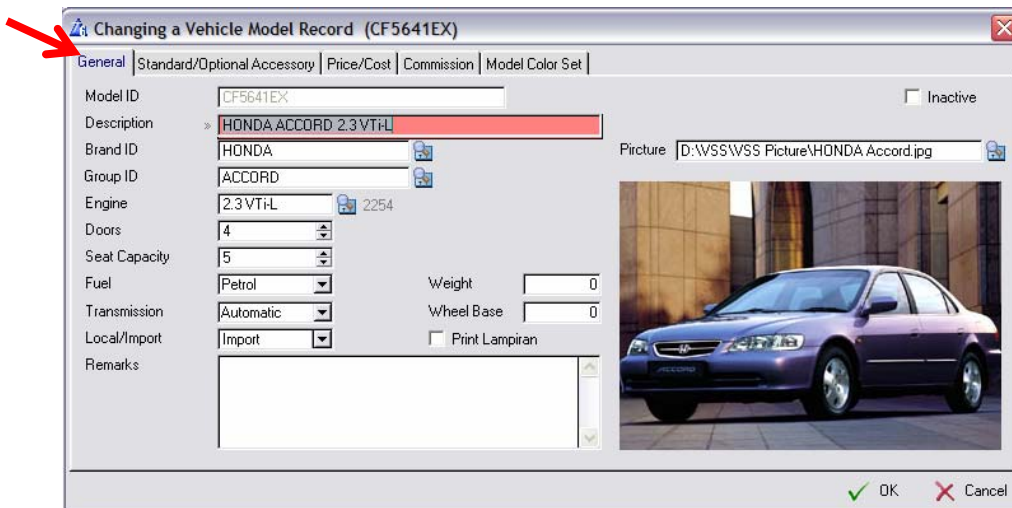 Changing a Vehicle Model Record (CF5641EX)
General Standard/Optional Accessory Price/Cost Commission Model Color Set
Model ID CF5641EX Inactive
Description » HONDA ACCORD 2.3 VTi-L
Brand ID HONDA Pircture D:\VSS\VSS Picture\HONDA Accord.jpg
Group ID ACCORD
Engine 2.3 VTi-L 2254
Doors 4
Seat Capacity 5
Fuel Petrol Weight 0
Transmission Automatic Wheel Base 0
Local/Import Import Print Lampiran
Remarks
ACCORD
OK Cancel